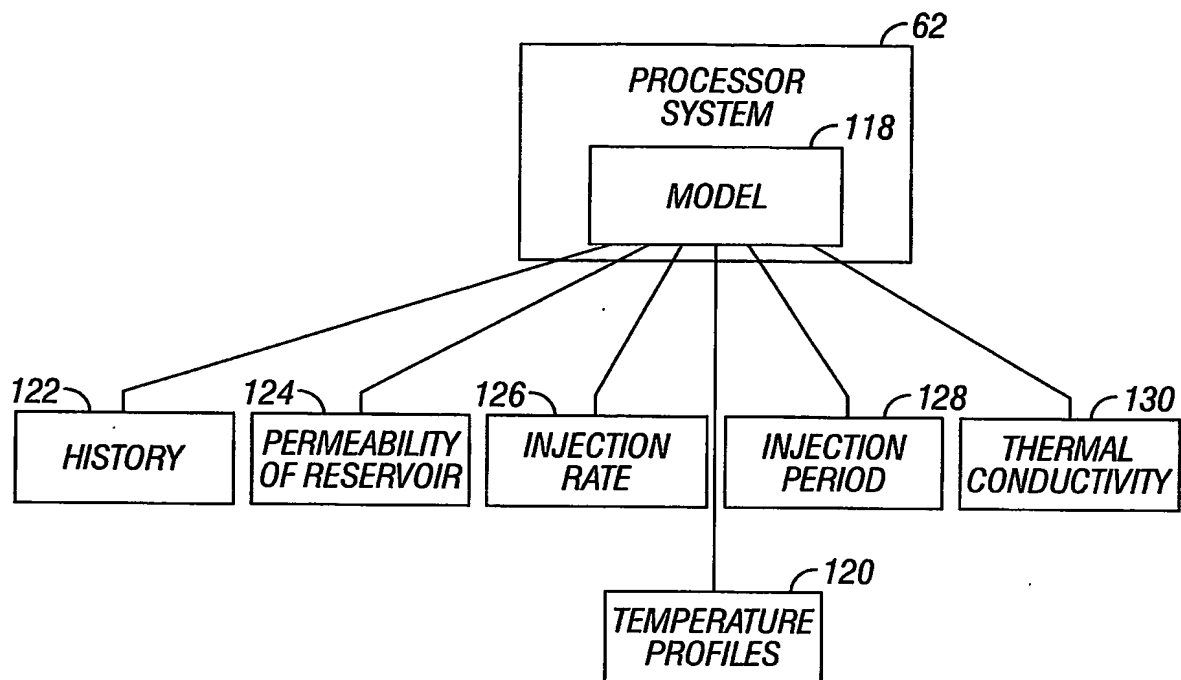 62
PROCESSOR
SYSTEM
118
MODEL
122
HISTORY
124
PERMEABILITY
OF RESERVOIR
126
INJECTION
RATE
128
INJECTION
PERIOD
130
THERMAL
CONDUCTIVITY
120
TEMPERATURE
PROFILES